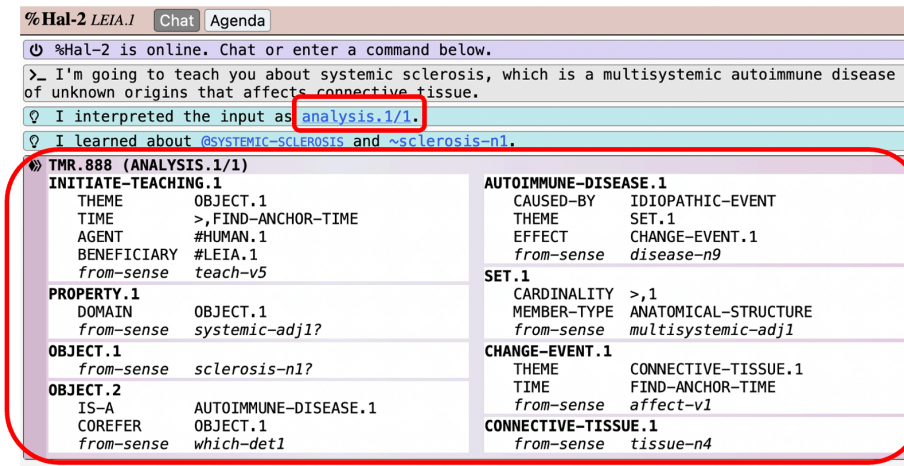 %Hal-2 LEIA.1 Chat Agenda
%Hal-2 is online. Chat or enter a command below.
>_ I'm going to teach you about systemic sclerosis, which is a multisystemic autoimmune disease
of unknown origins that affects connective tissue.
I interpreted the input as analysis.1/1.
I learned about @SYSTEMIC-SCLEROSIS and ~sclerosis-n1.
TMR.888 (ANALYSIS.1/1)
INITIATE-TEACHING.1
THEME OBJECT.1
TIME >,FIND-ANCHOR-TIME
AGENT #HUMAN.1
BENEFICIARY #LEIA.1
from-sense teach-v5
PROPERTY.1
DOMAIN OBJECT.1
from-sense systemic-adj1?
OBJECT.1
from-sense sclerosis-n1?
OBJECT.2
IS-A AUTOIMMUNE-DISEASE.1
COREFER OBJECT.1
from-sense which-det1
AUTOIMMUNE-DISEASE.1
CAUSED-BY IDIOPATHIC-EVENT
THEME SET.1
EFFECT CHANGE-EVENT.1
from-sense disease-n9
SET.1
CARDINALITY >,1
MEMBER-TYPE ANATOMICAL-STRUCTURE
from-sense multisystemic-adj1
CHANGE-EVENT.1
THEME CONNECTIVE-TISSUE.1
TIME FIND-ANCHOR-TIME
from-sense affect-v1
CONNECTIVE-TISSUE.1
from-sense tissue-n4